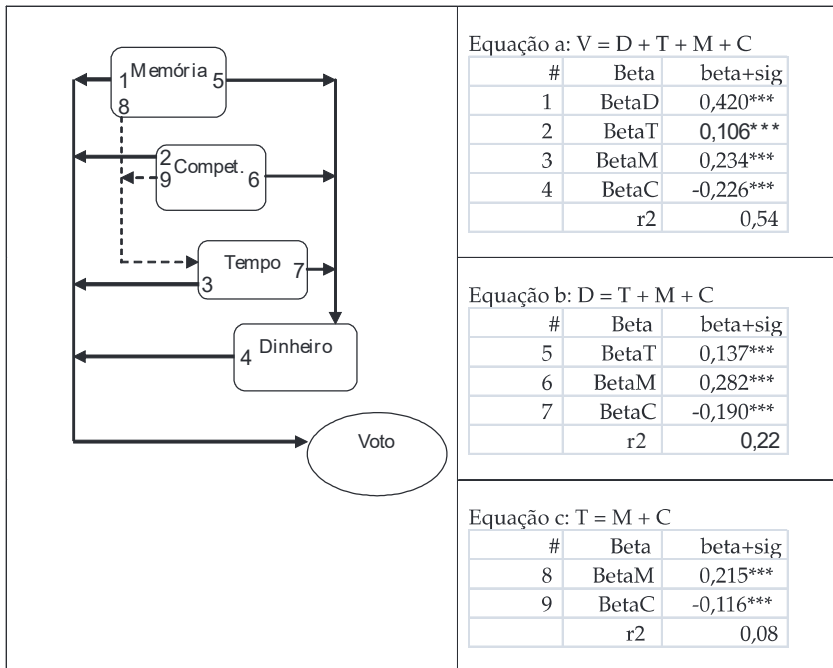 1 Memória 5
8
2
Compet.
9 6
Tempo 7
3
Dinheiro
4
Voto
Equação a: V = D + T + M + C
# Beta beta+sig
1 BetaD 0,420***
2 BetaT 0,106***
3 BetaM 0,234***
4 BetaC -0,226***
r2 0,54
Equação b: D = T + M + C
# Beta beta+sig
5 BetaT 0,137***
6 BetaM 0,282***
7 BetaC -0,190***
r2 0,22
Equação c: T = M + C
# Beta beta+sig
8 BetaM 0,215***
9 BetaC -0,116***
r2 0,08